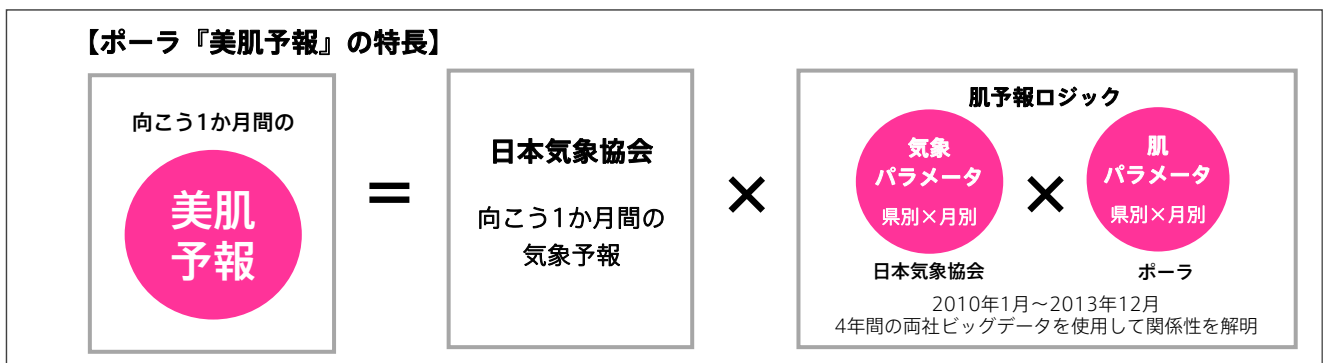 【ポーラ『美肌予報』の特長】
向こう1か月間の
美肌
予報
＝
日本気象協会
向こう1か月間の
気象予報
×
肌予報ロジック
気象
パラメータ
県別×月別
日本気象協会
×
肌
パラメータ
県別×月別
ポーラ
2010年1月～2013年12月
4年間の両社ビッグデータを使用して関係性を解明